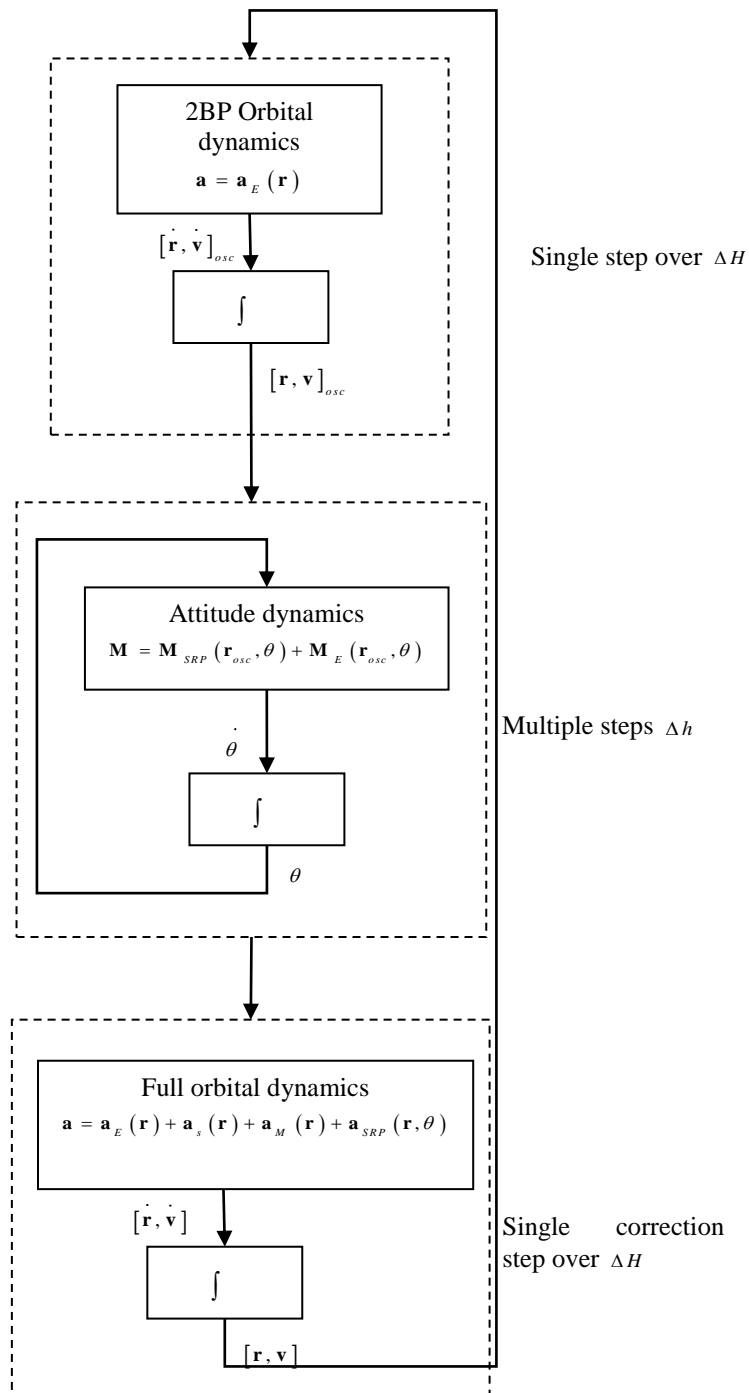 2BP Orbital
dynamics
a = a_E (r)
[ṙ, v̇]_osc
Single step over ΔH
∫
[r, v]_osc
Attitude dynamics
M = M_SRP (r_osc, θ) + M_E (r_osc, θ)
Multiple steps Δh
θ̇
∫
θ
Full orbital dynamics
a = a_E (r) + a_s (r) + a_M (r) + a_SRP (r, θ)
[ṙ, v̇]
Single correction
step over ΔH
∫
[r, v]